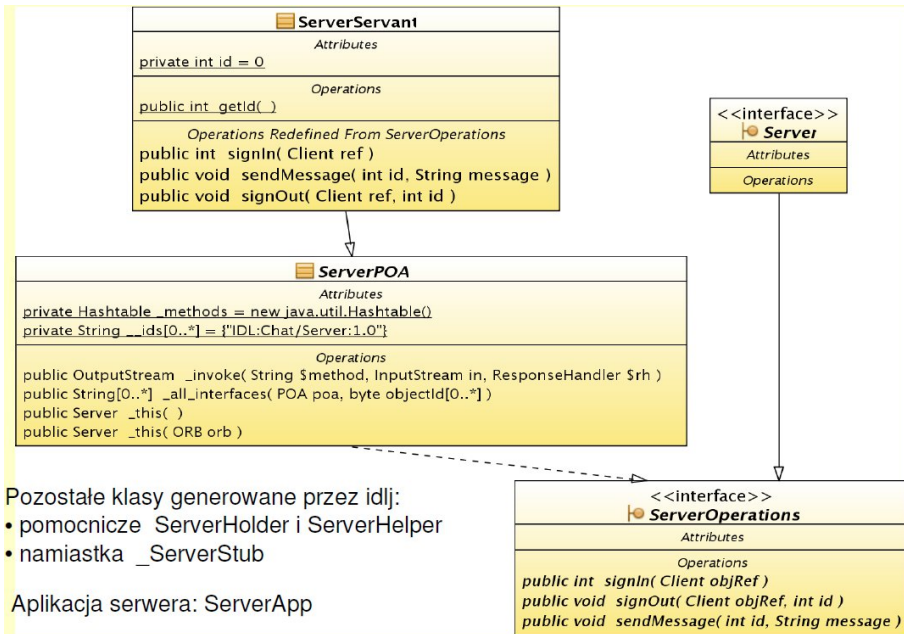 ServerServant
Attributes
private int id = 0
Operations
public int getId( )
Operations Redefined From ServerOperations
public int signIn( Client ref )
public void sendMessage( int id, String message )
public void signOut( Client ref, int id )
<<interface>>
Server
Attributes
Operations
ServerPOA
Attributes
private Hashtable _methods = new java.util.Hashtable()
private String __ids[0..*] = {"IDL:Chat/Server:1.0"}
Operations
public OutputStream _invoke( String $method, InputStream in, ResponseHandler $rh )
public String[0..*] _all_interfaces( POA poa, byte objectId[0..*] )
public Server _this( )
public Server _this( ORB orb )
Pozostałe klasy generowane przez idlj:
• pomocnicze ServerHolder i ServerHelper
• namiastka _ServerStub
Aplikacja serwera: ServerApp
<<interface>>
ServerOperations
Attributes
Operations
public int signIn( Client objRef )
public void signOut( Client objRef, int id )
public void sendMessage( int id, String message )